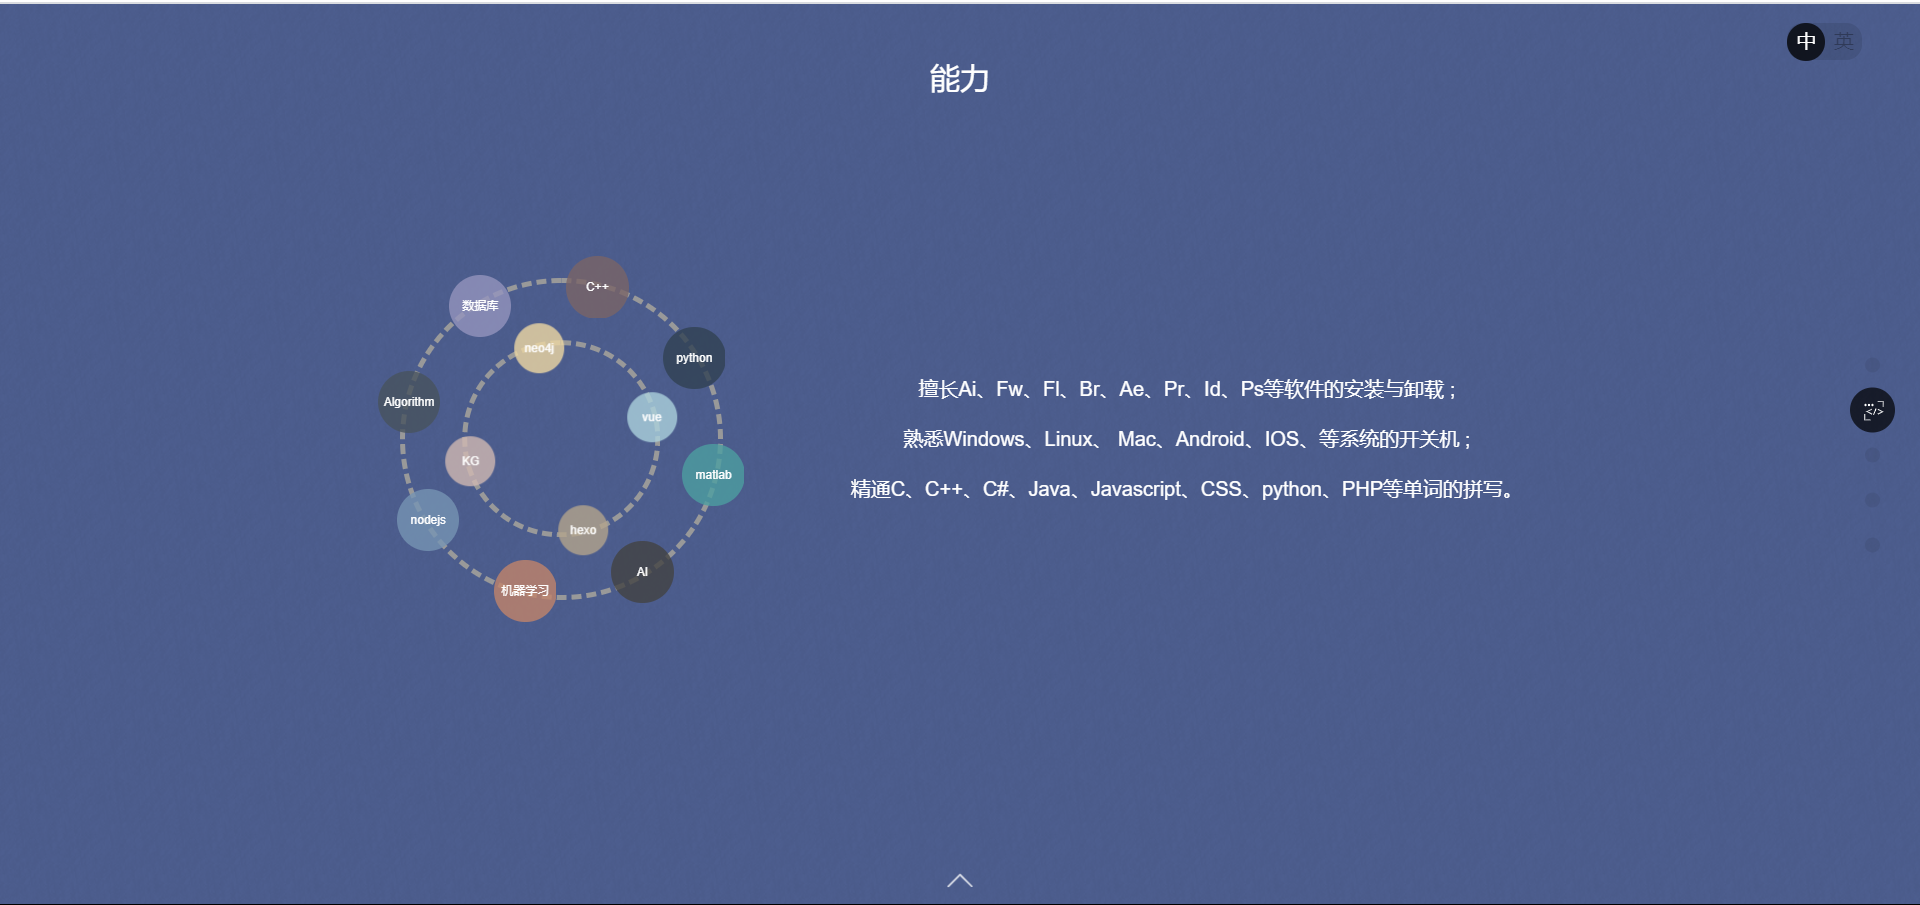 中 英
能力
数据库
C++
neo4j
python
Algorithm
vue
KG
matlab
nodejs
hexo
AI
机器学习
擅长Ai、Fw、Fl、Br、Ae、Pr、Id、Ps等软件的安装与卸载；
熟悉Windows、Linux、 Mac、Android、IOS、等系统的开关机；
精通C、C++、C#、Java、Javascript、CSS、python、PHP等单词的拼写。